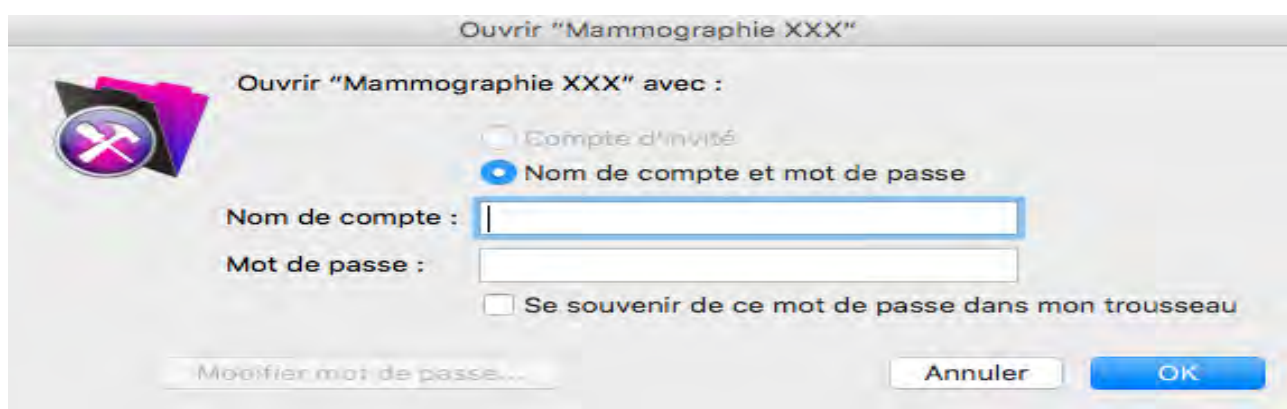 Ouvrir “Mammographie XXX”
Ouvrir “Mammographie XXX” avec :
Compte d'invité
Nom de compte et mot de passe
Nom de compte :
Mot de passe :
Se souvenir de ce mot de passe dans mon trousseau
Modifier mot de passe... Annuler OK